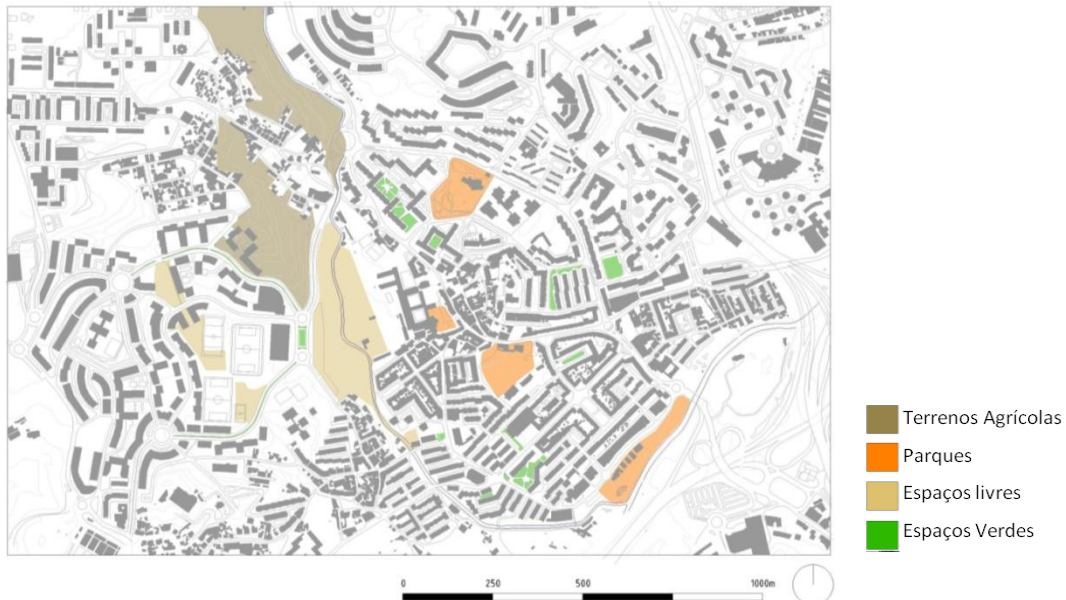 Terrenos Agrícolas
Parques
Espaços livres
Espaços Verdes
0 250 500 1000m